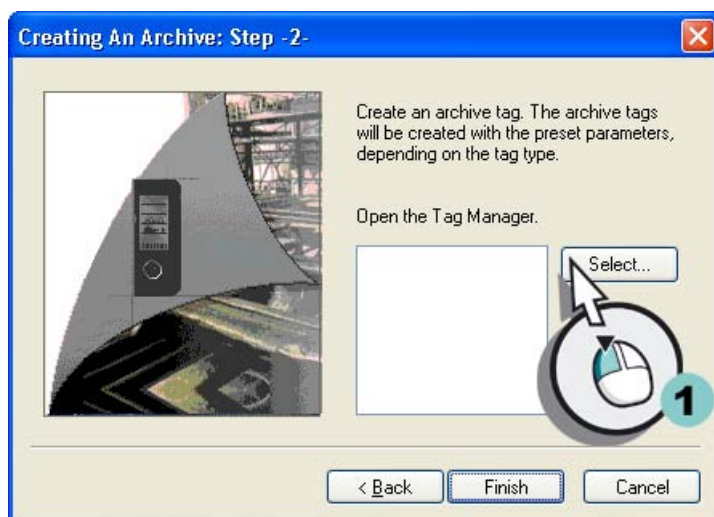 Creating An Archive: Step -2-
Create an archive tag. The archive tags
will be created with the preset parameters,
depending on the tag type.
Open the Tag Manager.
Select...
1
< Back
Finish
Cancel